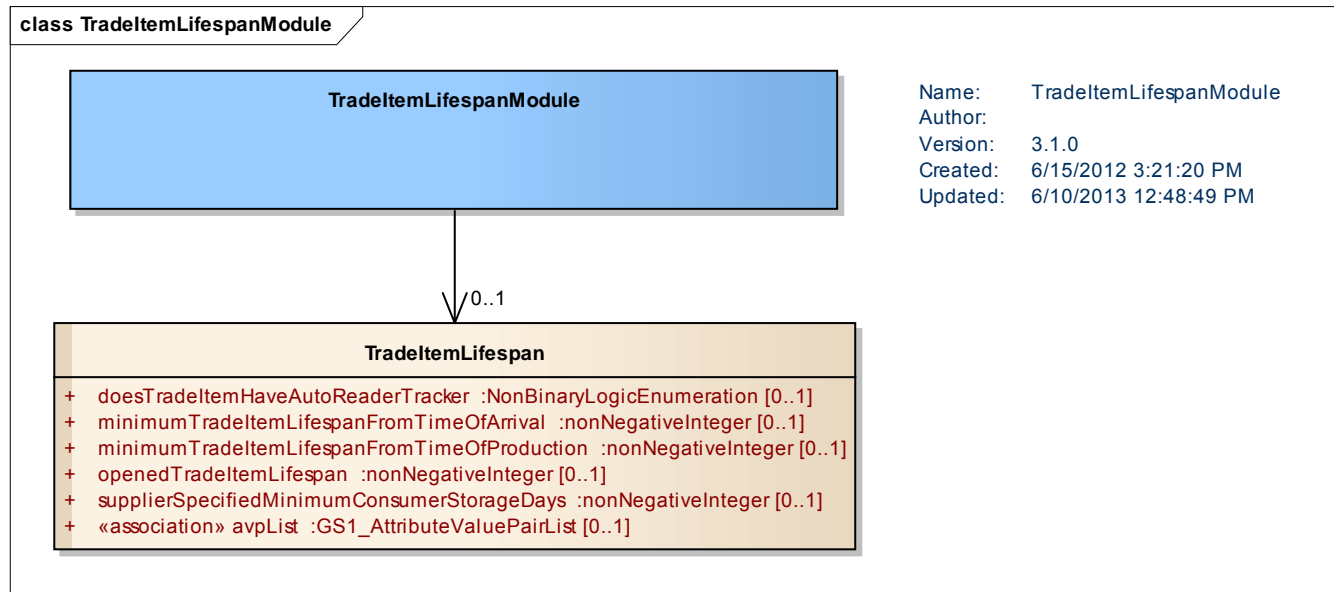 class TradeItemLifespanModule
TradeItemLifespanModule
Name: TradeItemLifespanModule
Author:
Version: 3.1.0
Created: 6/15/2012 3:21:20 PM
Updated: 6/10/2013 12:48:49 PM
0..1
TradeItemLifespan
+ doesTradeItemHaveAutoReaderTracker :NonBinaryLogicEnumeration [0..1]
+ minimumTradeItemLifespanFromTimeOfArrival :nonNegativeInteger [0..1]
+ minimumTradeItemLifespanFromTimeOfProduction :nonNegativeInteger [0..1]
+ openedTradeItemLifespan :nonNegativeInteger [0..1]
+ supplierSpecifiedMinimumConsumerStorageDays :nonNegativeInteger [0..1]
+ «association» avpList :GS1_AttributeValuePairList [0..1]